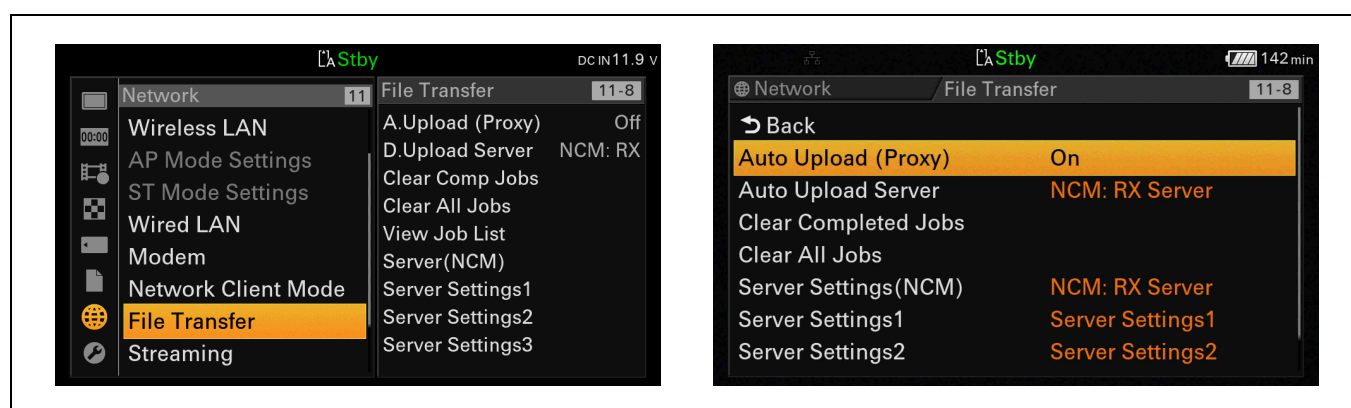 Stby
DC IN 11.9 V
Network 11
00:00
Wireless LAN
AP Mode Settings
ST Mode Settings
Wired LAN
Modem
Network Client Mode
File Transfer
Streaming
File Transfer 11-8
A.Upload (Proxy) Off
D.Upload Server NCM: RX
Clear Comp Jobs
Clear All Jobs
View Job List
Server(NCM)
Server Settings1
Server Settings2
Server Settings3
Stby
142 min
Network File Transfer 11-8
Back
Auto Upload (Proxy) On
Auto Upload Server NCM: RX Server
Clear Completed Jobs
Clear All Jobs
Server Settings(NCM) NCM: RX Server
Server Settings1 Server Settings1
Server Settings2 Server Settings2